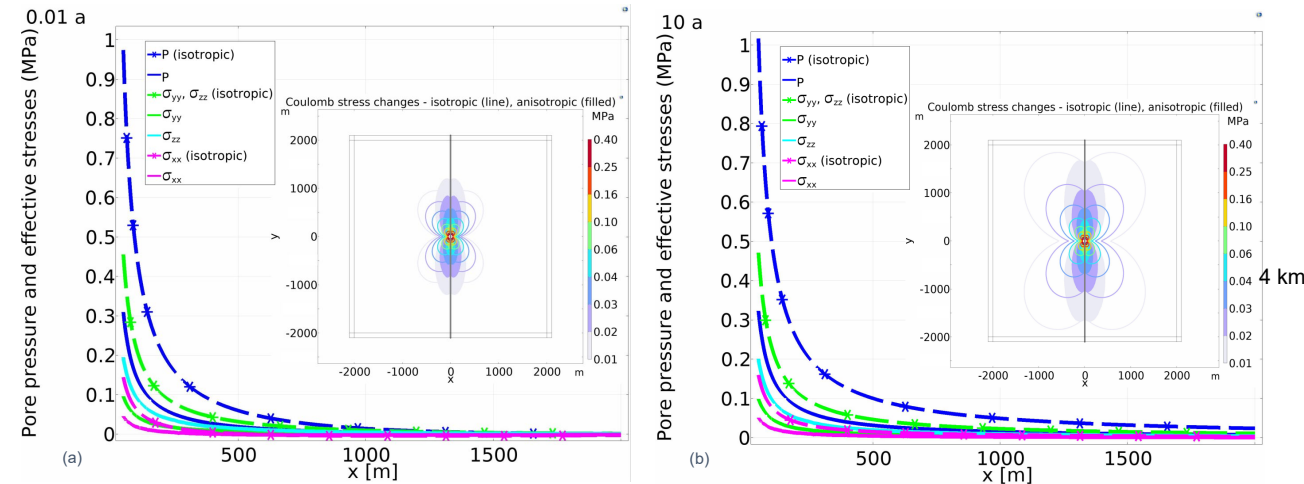 0.01 a
Pore pressure and effective stresses (MPa)
1
0.9
0.8
0.7
0.6
0.5
0.4
0.3
0.2
0.1
0
P (isotropic)
P
σyy, σzz (isotropic)
σyy
σzz
σxx (isotropic)
σxx
Coulomb stress changes - isotropic (line), anisotropic (filled)
m
MPa
2000
1000
0
-1000
-2000
y
-2000 -1000 0 1000 2000 m
x
0.40
0.25
0.16
0.10
0.06
0.04
0.03
0.02
0.01
500 1000 1500
x [m]
(a)
10 a
Pore pressure and effective stresses (MPa)
1
0.9
0.8
0.7
0.6
0.5
0.4
0.3
0.2
0.1
0
P (isotropic)
P
σyy, σzz (isotropic)
σyy
σzz
σxx (isotropic)
σxx
Coulomb stress changes - isotropic (line), anisotropic (filled)
m
MPa
2000
1000
0
-1000
-2000
y
-2000 -1000 0 1000 2000 m
x
0.40
0.25
0.16
0.10
0.06
0.04
0.03
0.02
0.01
4 km
500 1000 1500
x [m]
(b)